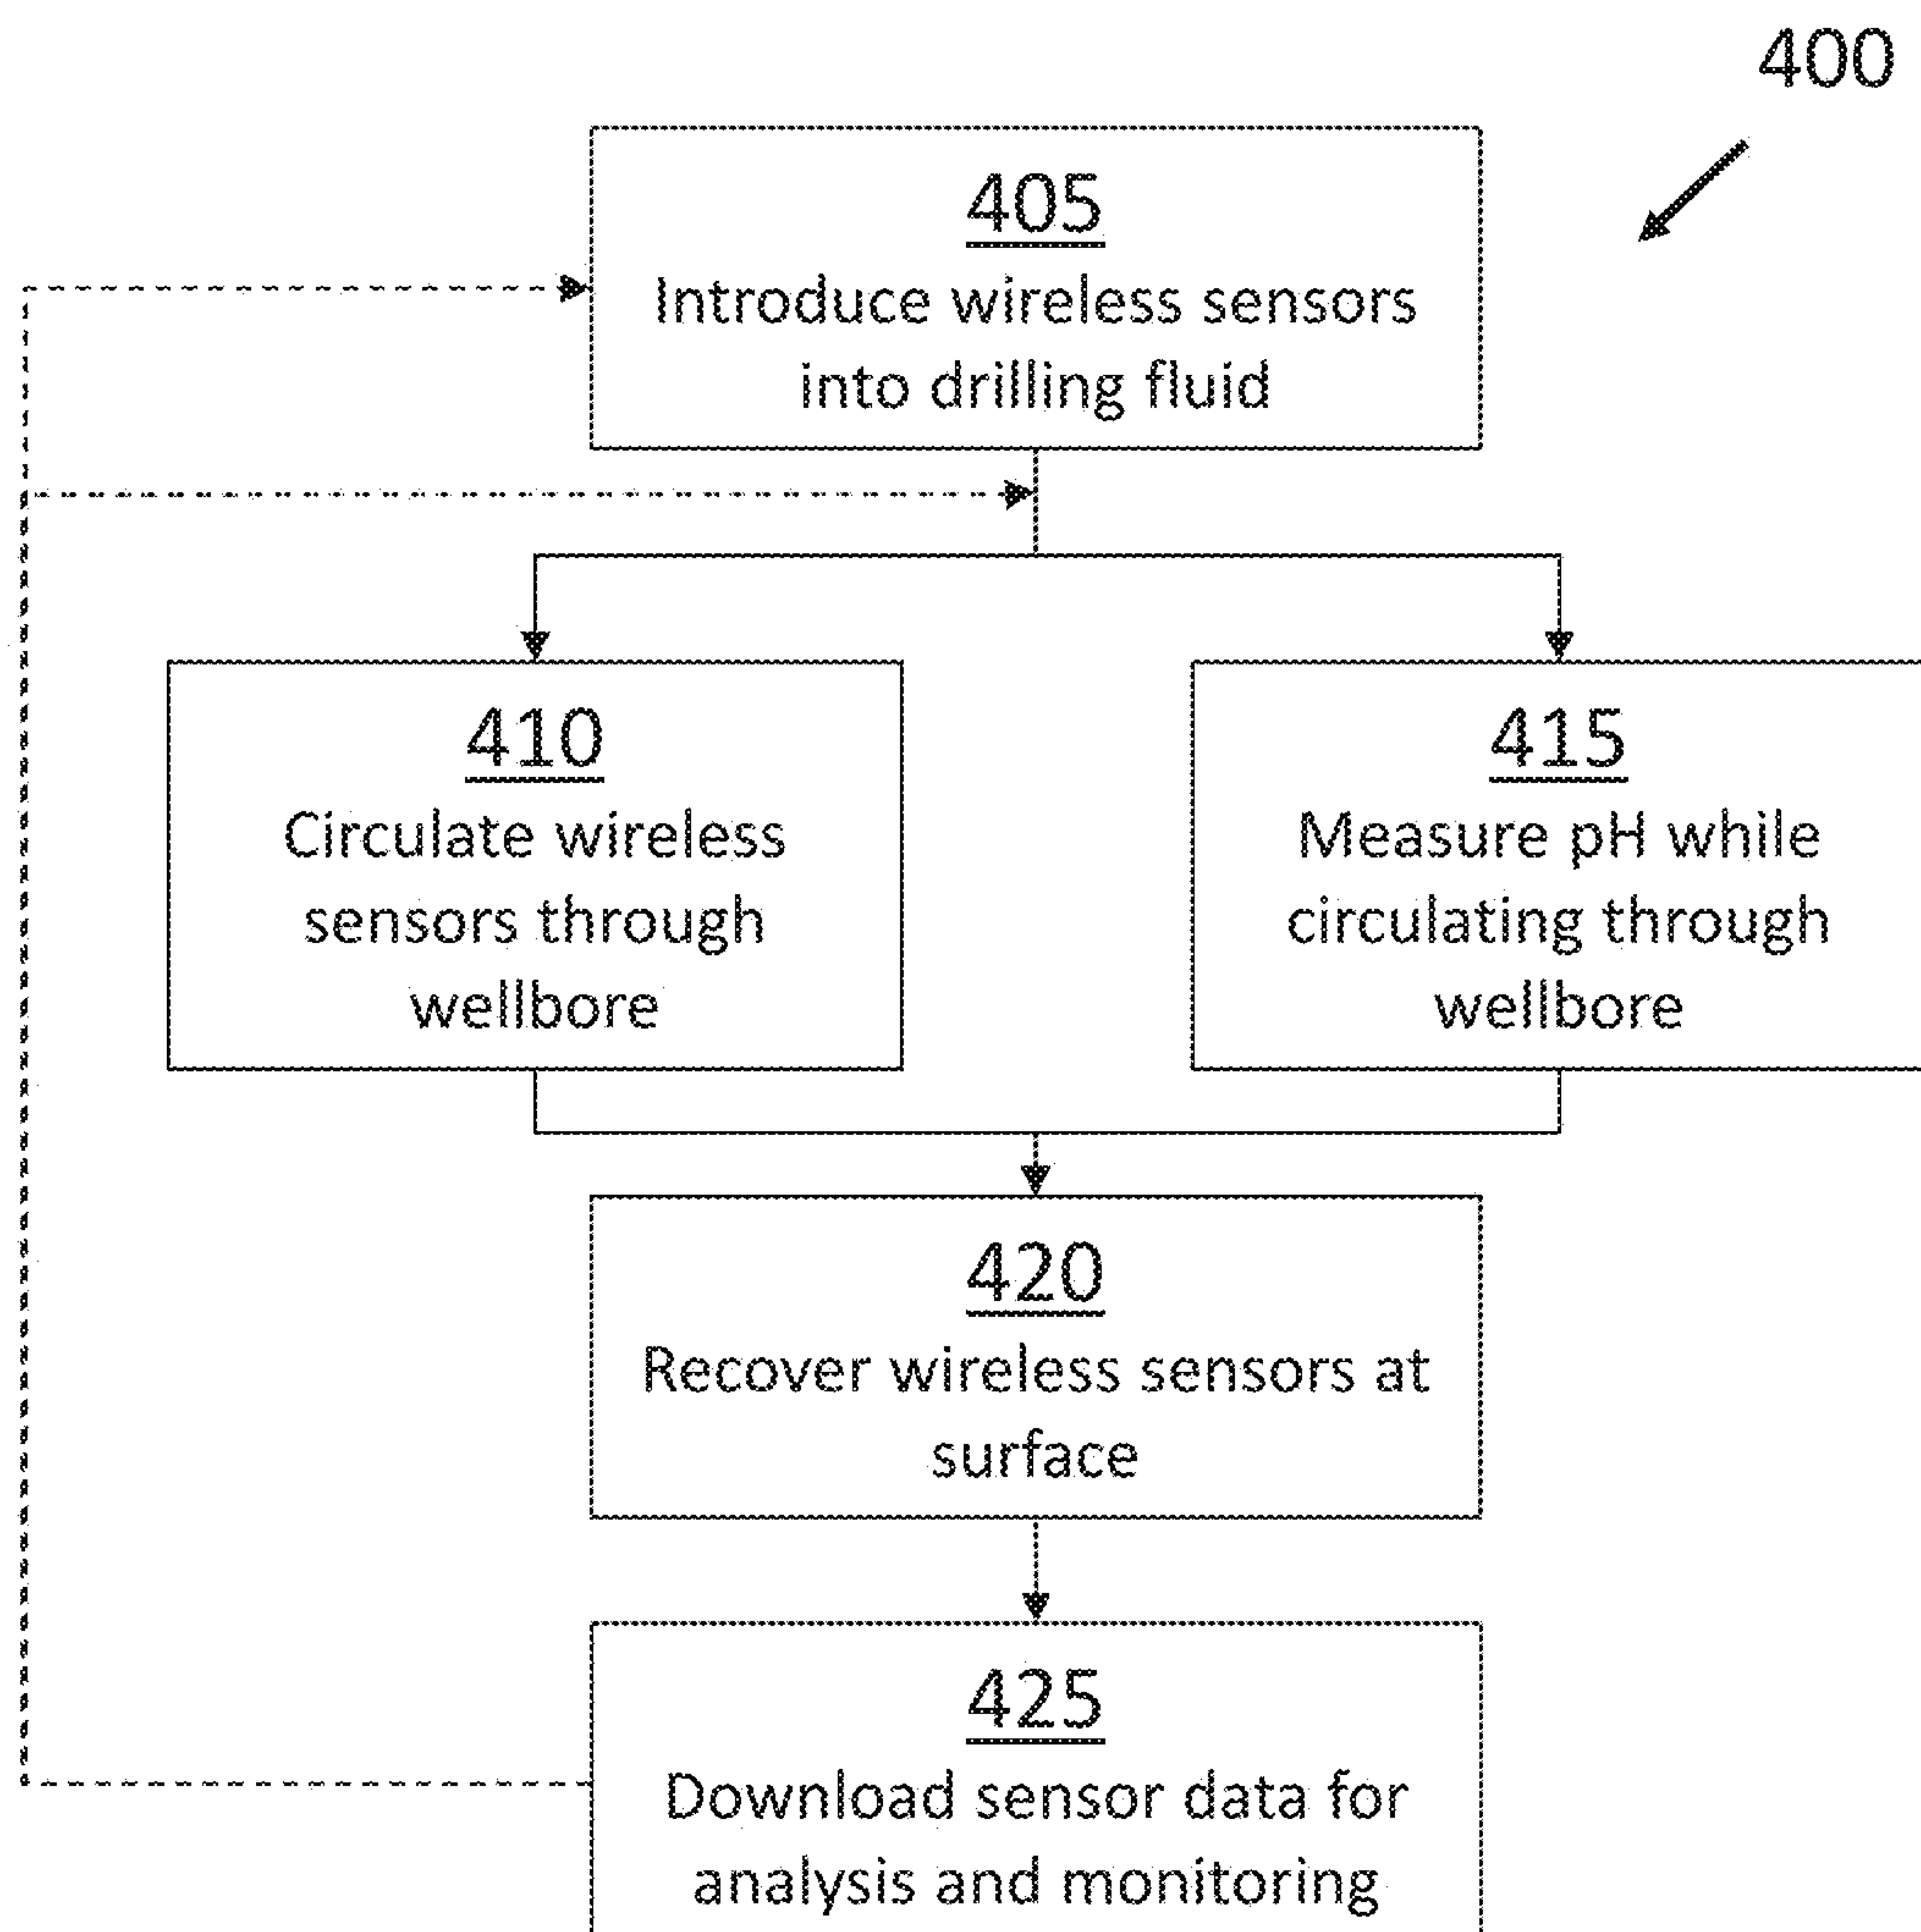 400
405
Introduce wireless sensors
into drilling fluid
410
Circulate wireless
sensors through
wellbore
415
Measure pH while
circulating through
wellbore
420
Recover wireless sensors at
surface
425
Download sensor data for
analysis and monitoring